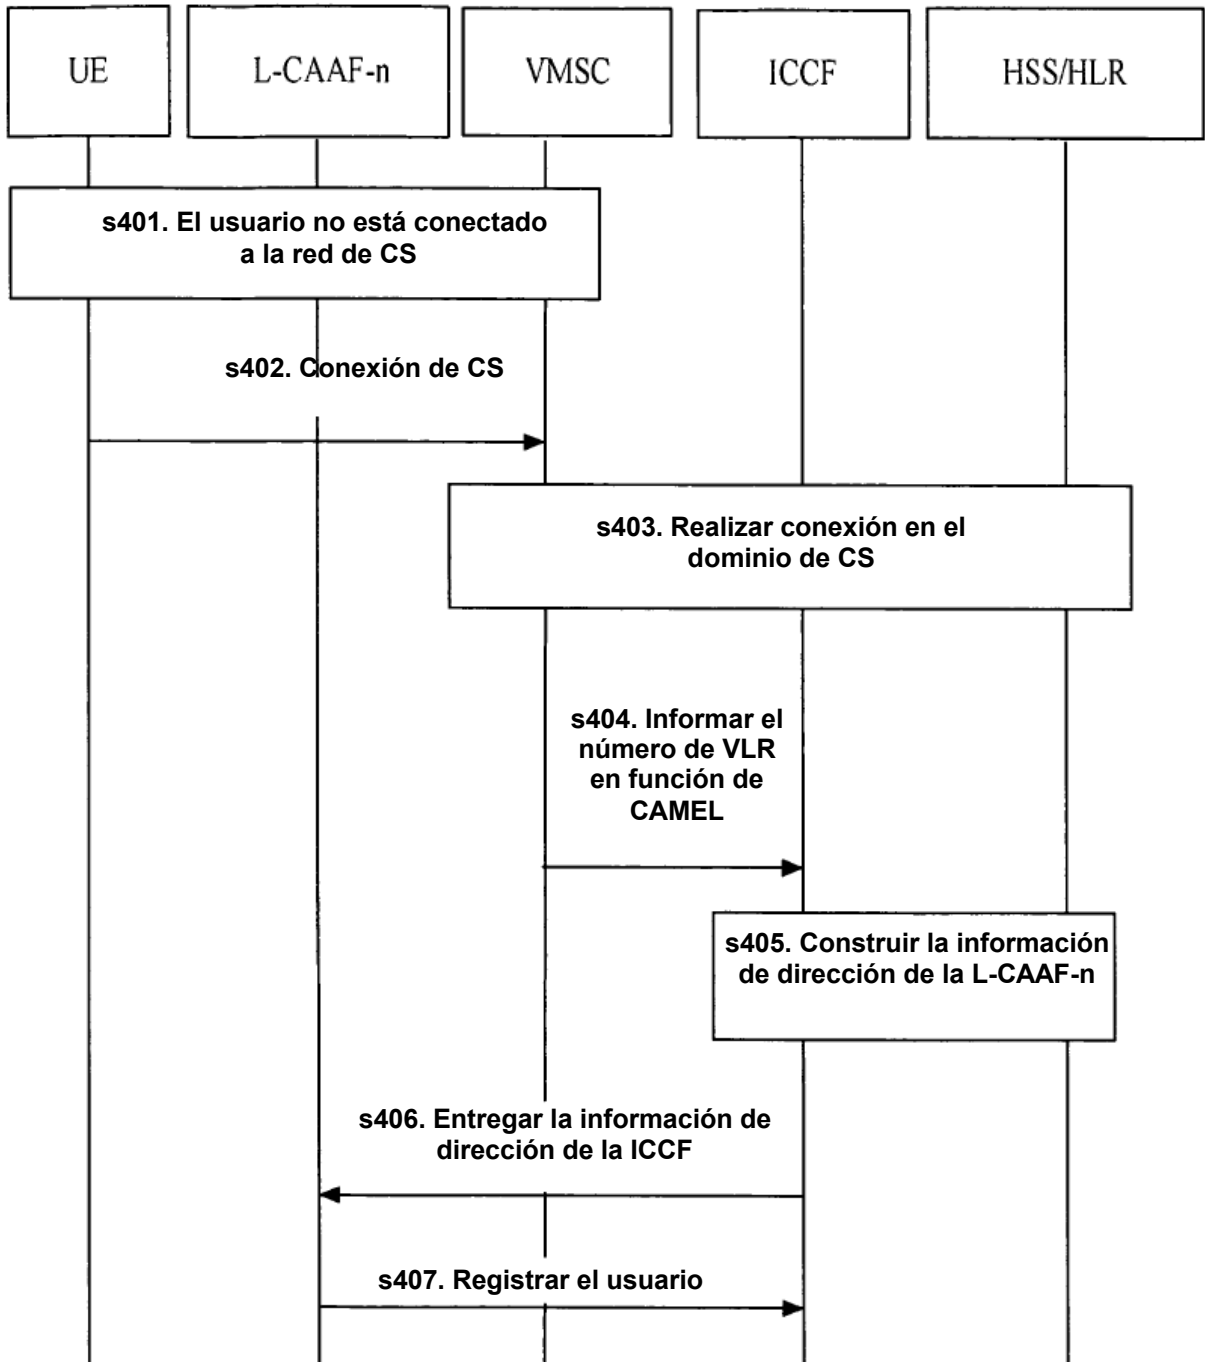 UE
L-CAAF-n
VMSC
ICCF
HSS/HLR
s401. El usuario no está conectado
a la red de CS
s402. Conexión de CS
s403. Realizar conexión en el
dominio de CS
s404. Informar el
número de VLR
en función de
CAMEL
s405. Construir la información
de dirección de la L-CAAF-n
s406. Entregar la información de
dirección de la ICCF
s407. Registrar el usuario